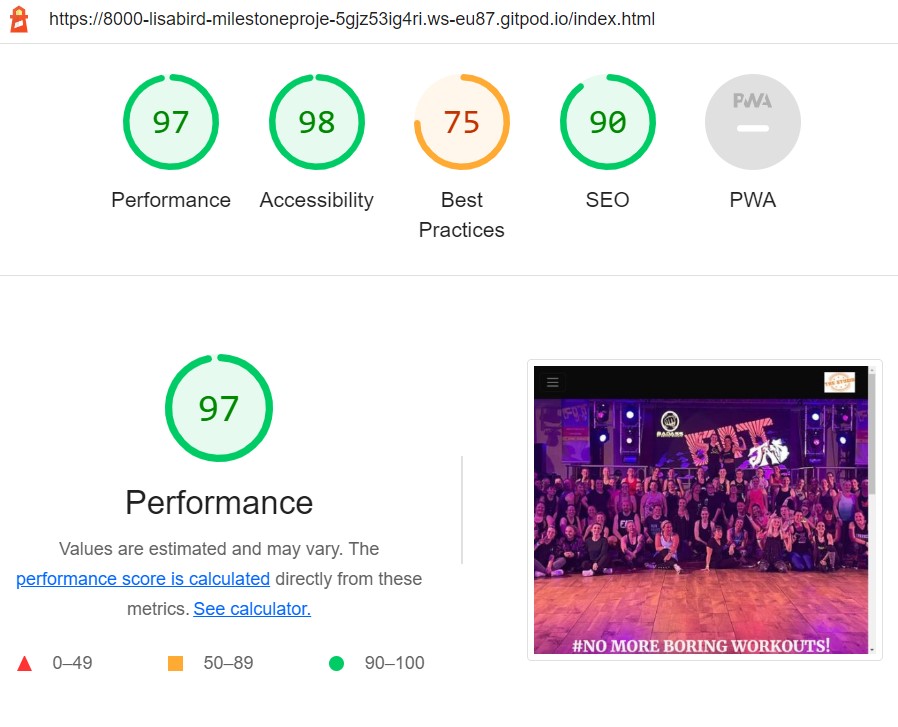 https://8000-lisabird-milestoneproje-5gjz53ig4ri.ws-eu87.gitpod.io/index.html
97
98
75
90
PWA
Performance
Accessibility
Best
Practices
SEO
PWA
97
Performance
Values are estimated and may vary. The
performance score is calculated directly from these
metrics. See calculator.
0–49
50–89
90–100
THE STUDIO
#NO MORE BORING WORKOUTS!